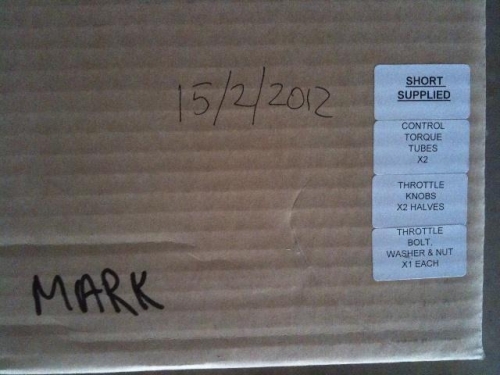 15/2/2012
SHORT
SUPPLIED
CONTROL
TORQUE
TUBES
X2
THROTTLE
KNOBS
X2 HALVES
THROTTLE
BOLT,
WASHER & NUT
X1 EACH
MARK